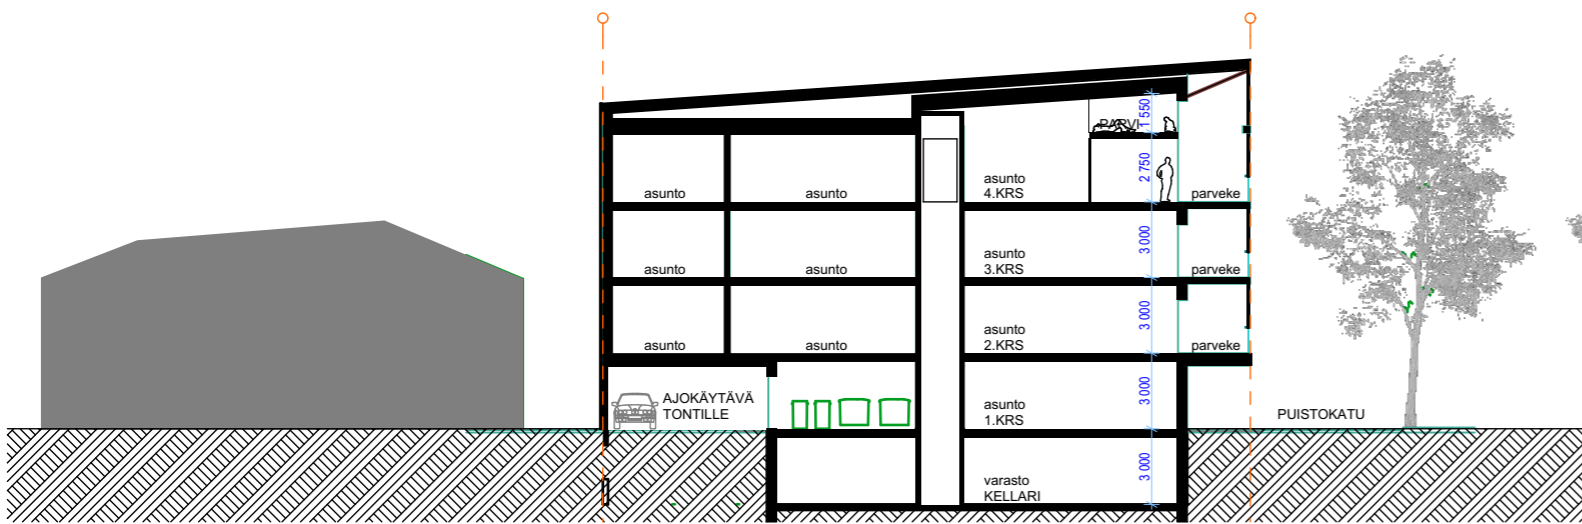 1 550
PARVI
2 750
asunto
asunto
asunto
4.KRS
parveke
3 000
asunto
asunto
asunto
3.KRS
parveke
3 000
asunto
asunto
asunto
2.KRS
parveke
AJOKÄYTÄVÄ
TONTILLE
3 000
asunto
1.KRS
PUISTOKATU
3 000
varasto
KELLARI